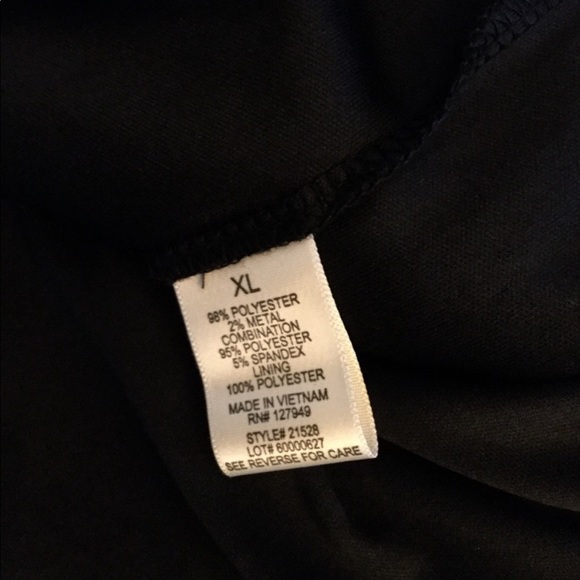 XL
98% POLYESTER
2% METAL
COMBINATION
95% POLYESTER
5% SPANDEX
LINING
100% POLYESTER
MADE IN VIETNAM
RN# 127949
STYLE# 21528
LOT# 60000627
SEE REVERSE FOR CARE